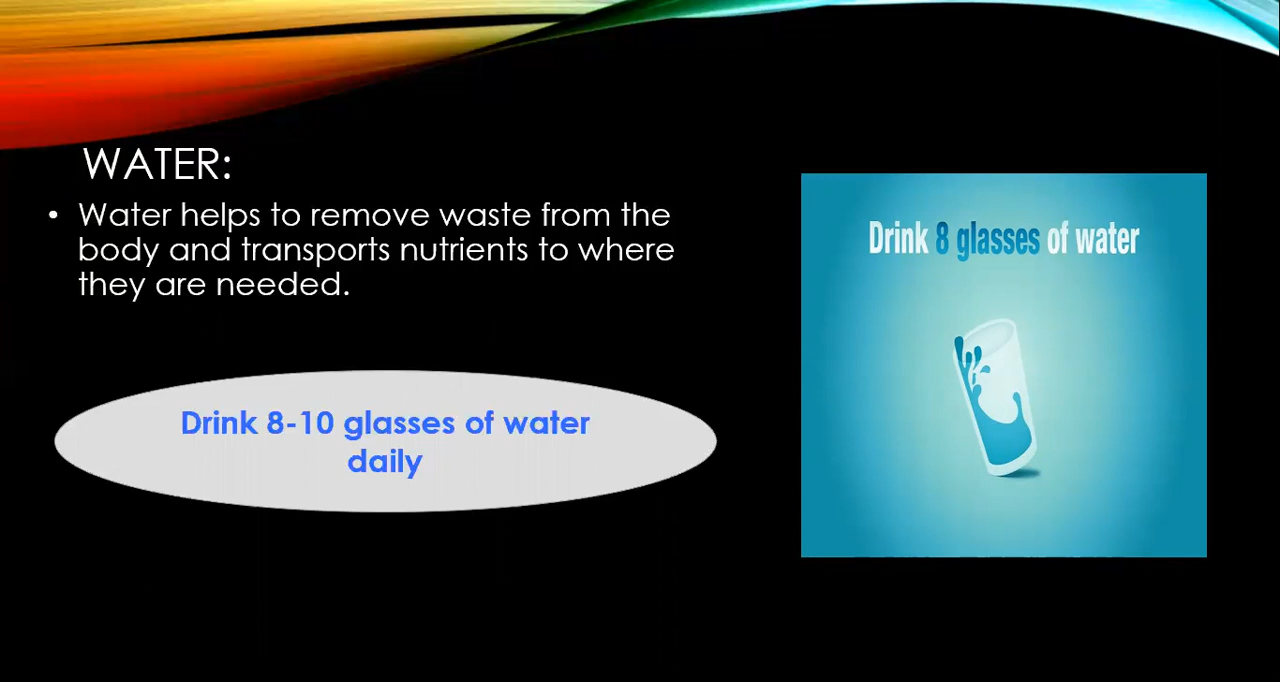 WATER:
• Water helps to remove waste from the
body and transports nutrients to where
they are needed.
Drink 8-10 glasses of water
daily
Drink 8 glasses of water